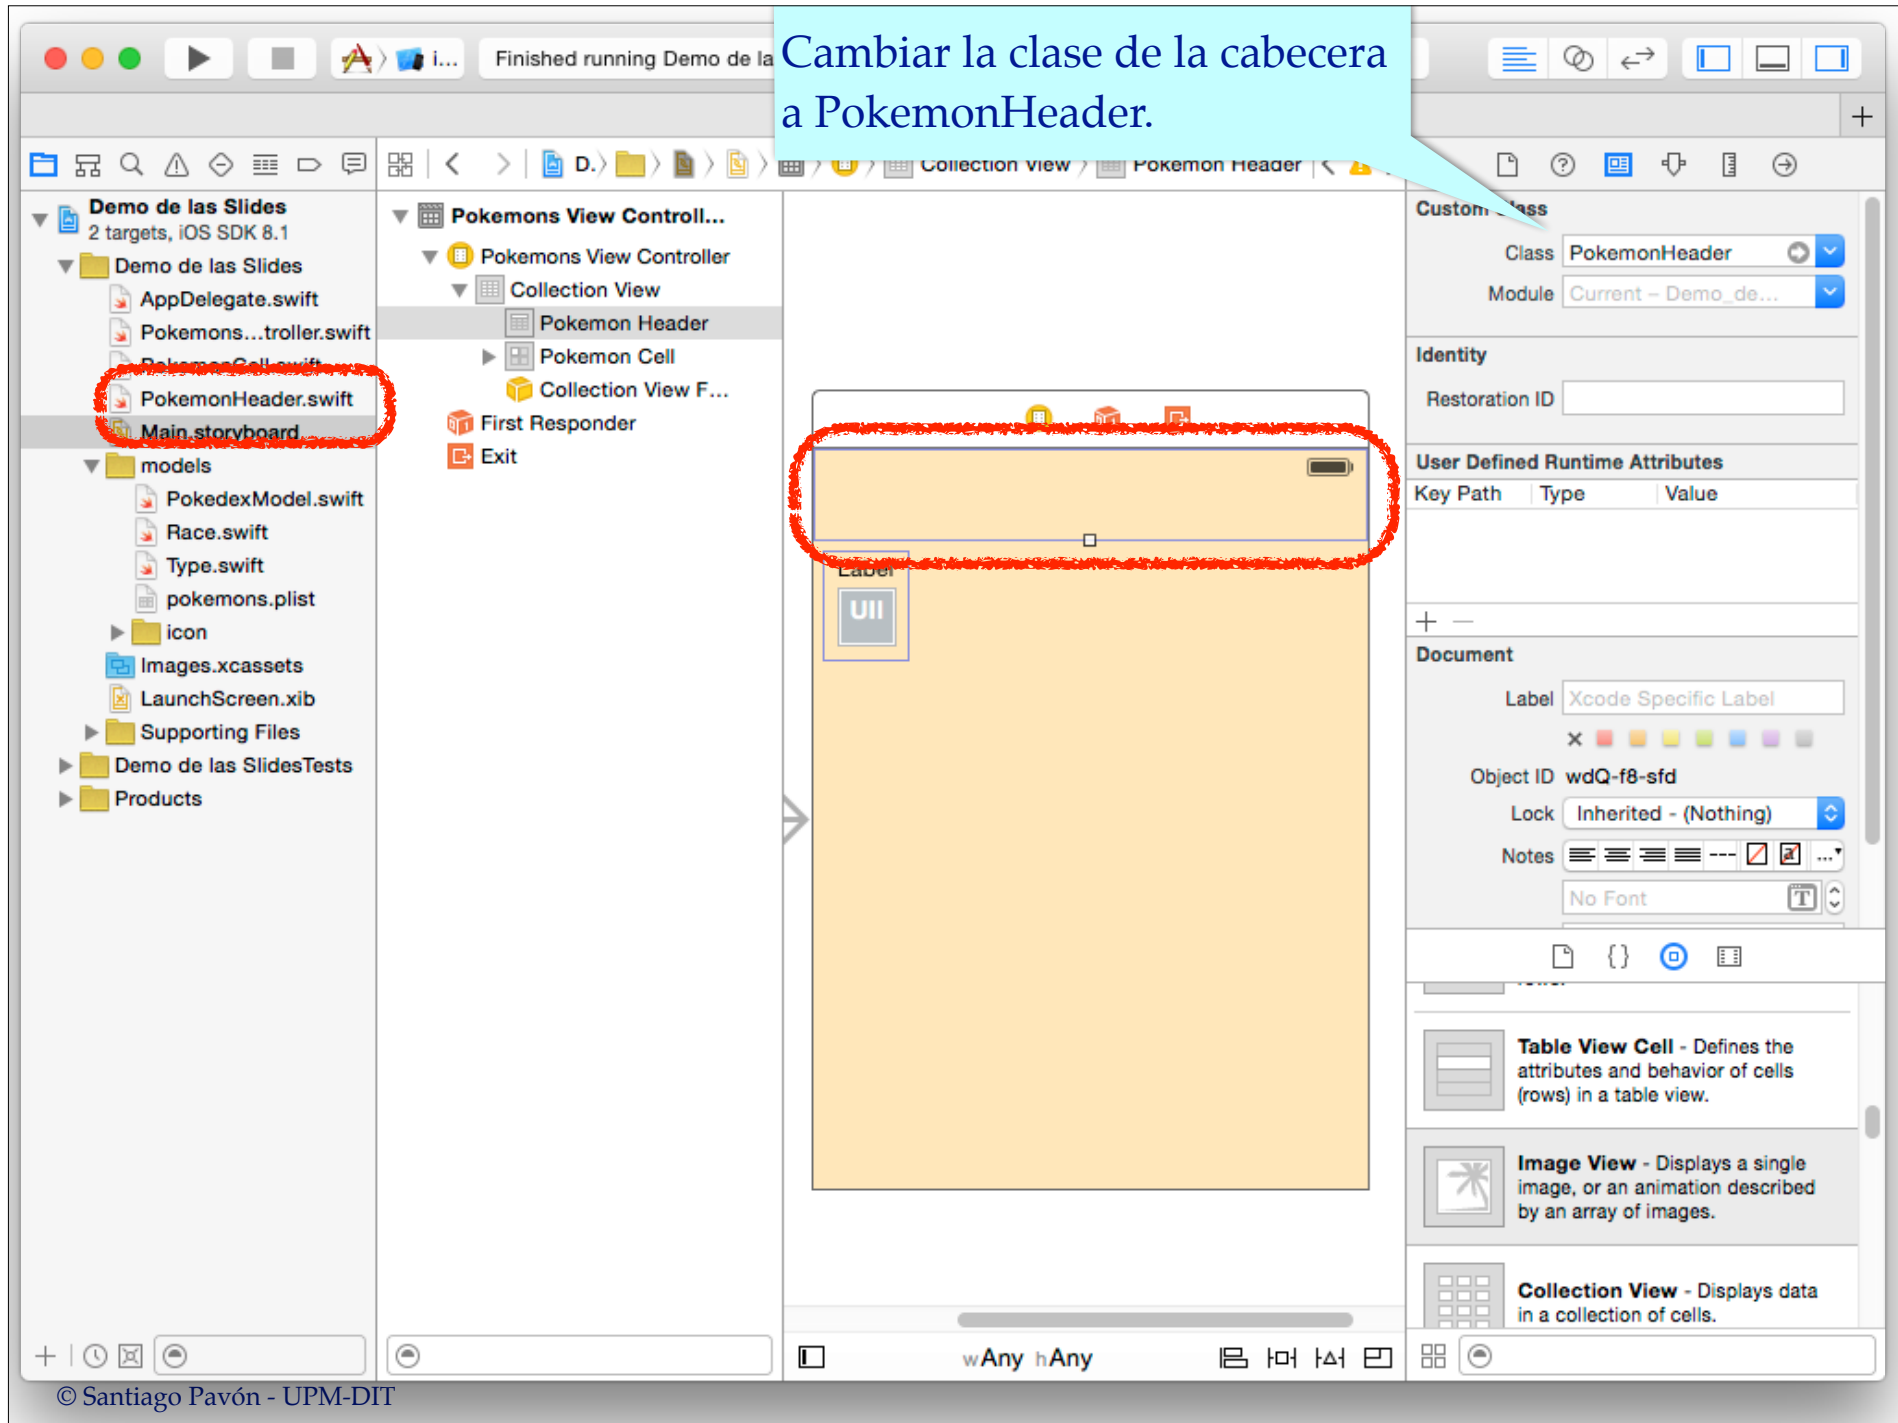 Cambiar la clase de la cabecera
a PokemonHeader.
i...
Finished running Demo de la
D.
Collection View
Pokemon Header
Demo de las Slides
2 targets, iOS SDK 8.1
Demo de las Slides
AppDelegate.swift
Pokemons...troller.swift
PokemonCell.swift
PokemonHeader.swift
Main.storyboard
models
PokedexModel.swift
Race.swift
Type.swift
pokemons.plist
icon
Images.xcassets
LaunchScreen.xib
Supporting Files
Demo de las SlidesTests
Products
Pokemons View Controll...
Pokemons View Controller
Collection View
Pokemon Header
Pokemon Cell
Collection View F...
First Responder
Exit
Label
UII
wAny hAny
Custom Class
Class PokemonHeader
Module Current – Demo_de...
Identity
Restoration ID
User Defined Runtime Attributes
Key Path Type Value
Document
Label Xcode Specific Label
Object ID wdQ-f8-sfd
Lock Inherited - (Nothing)
Notes
No Font
Table View Cell - Defines the
attributes and behavior of cells
(rows) in a table view.
Image View - Displays a single
image, or an animation described
by an array of images.
Collection View - Displays data
in a collection of cells.
© Santiago Pavón - UPM-DIT